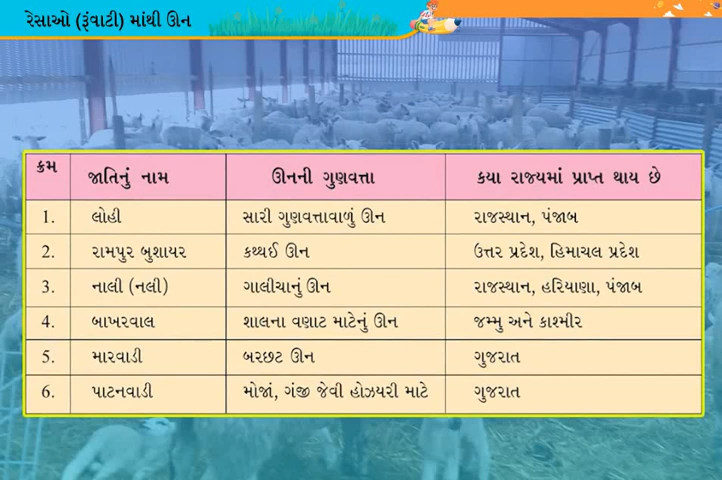 રેસાઓ (રૂંવાટી) માંથી ઊન
ક્રમ જાતિનું નામ ઊનની ગુણવત્તા કયા રાજ્યમાં પ્રાપ્ત થાય છે
1. લોહી સારી ગુણવત્તાવાળું ઊન રાજસ્થાન, પંજાબ
2. રામપુર બુશાયર કથ્થઈ ઊન ઉત્તર પ્રદેશ, હિમાચલ પ્રદેશ
3. નાલી (નલી) ગાલીચાનું ઊન રાજસ્થાન, હરિયાણા, પંજાબ
4. બાખરવાલ શાલના વણાટ માટેનું ઊન જમ્મુ અને કાશ્મીર
5. મારવાડી બરછટ ઊન ગુજરાત
6. પાટનવાડી મોજાં, ગંજી જેવી હોઝયરી માટે ગુજરાત